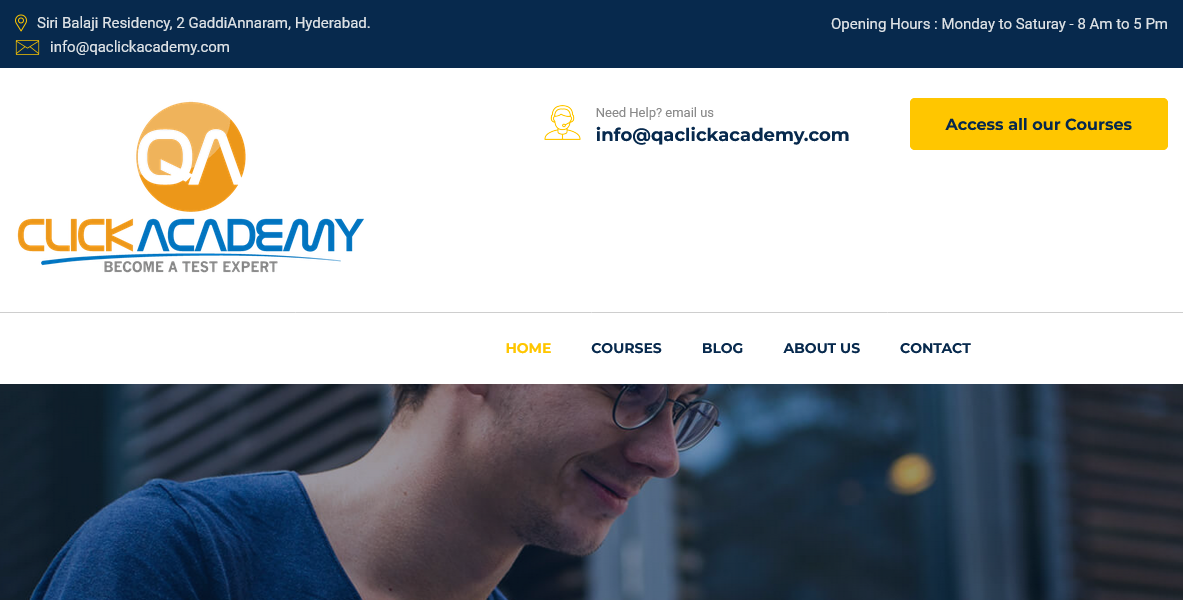 Siri Balaji Residency, 2 GaddiAnnaram, Hyderabad.
info@qaclickacademy.com
Opening Hours : Monday to Saturay - 8 Am to 5 Pm
QA
CLICKACADEMY
BECOME A TEST EXPERT
Need Help? email us
info@qaclickacademy.com
Access all our Courses
HOME COURSES BLOG ABOUT US CONTACT